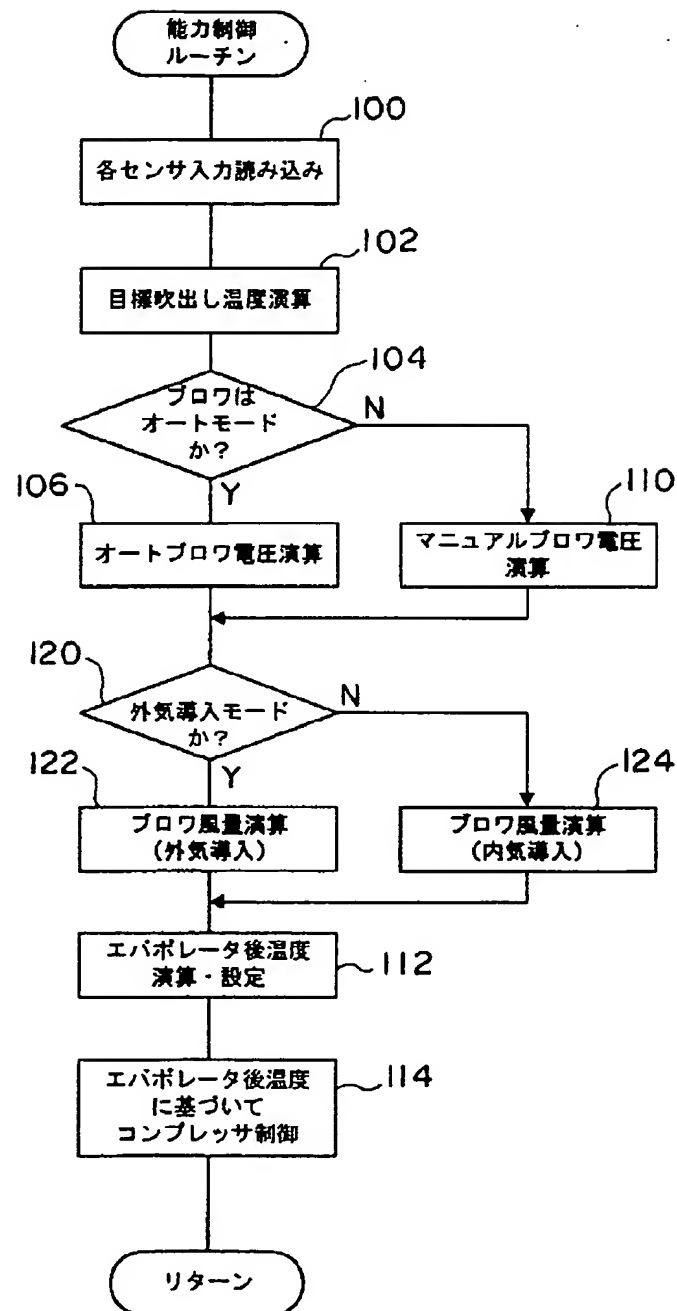 能力制御
ルーチン
100
各センサ入力読み込み
102
目標吹出し温度演算
104
ブロワは
オートモード
か？
N
Y
106
オートブロワ電圧演算
110
マニュアルブロワ電圧
演算
120
外気導入モード
か？
N
Y
122
ブロワ風量演算
(外気導入)
124
ブロワ風量演算
(内気導入)
エバポレータ後温度
演算・設定
112
エバポレータ後温度
に基づいて
コンプレッサ制御
114
リターン